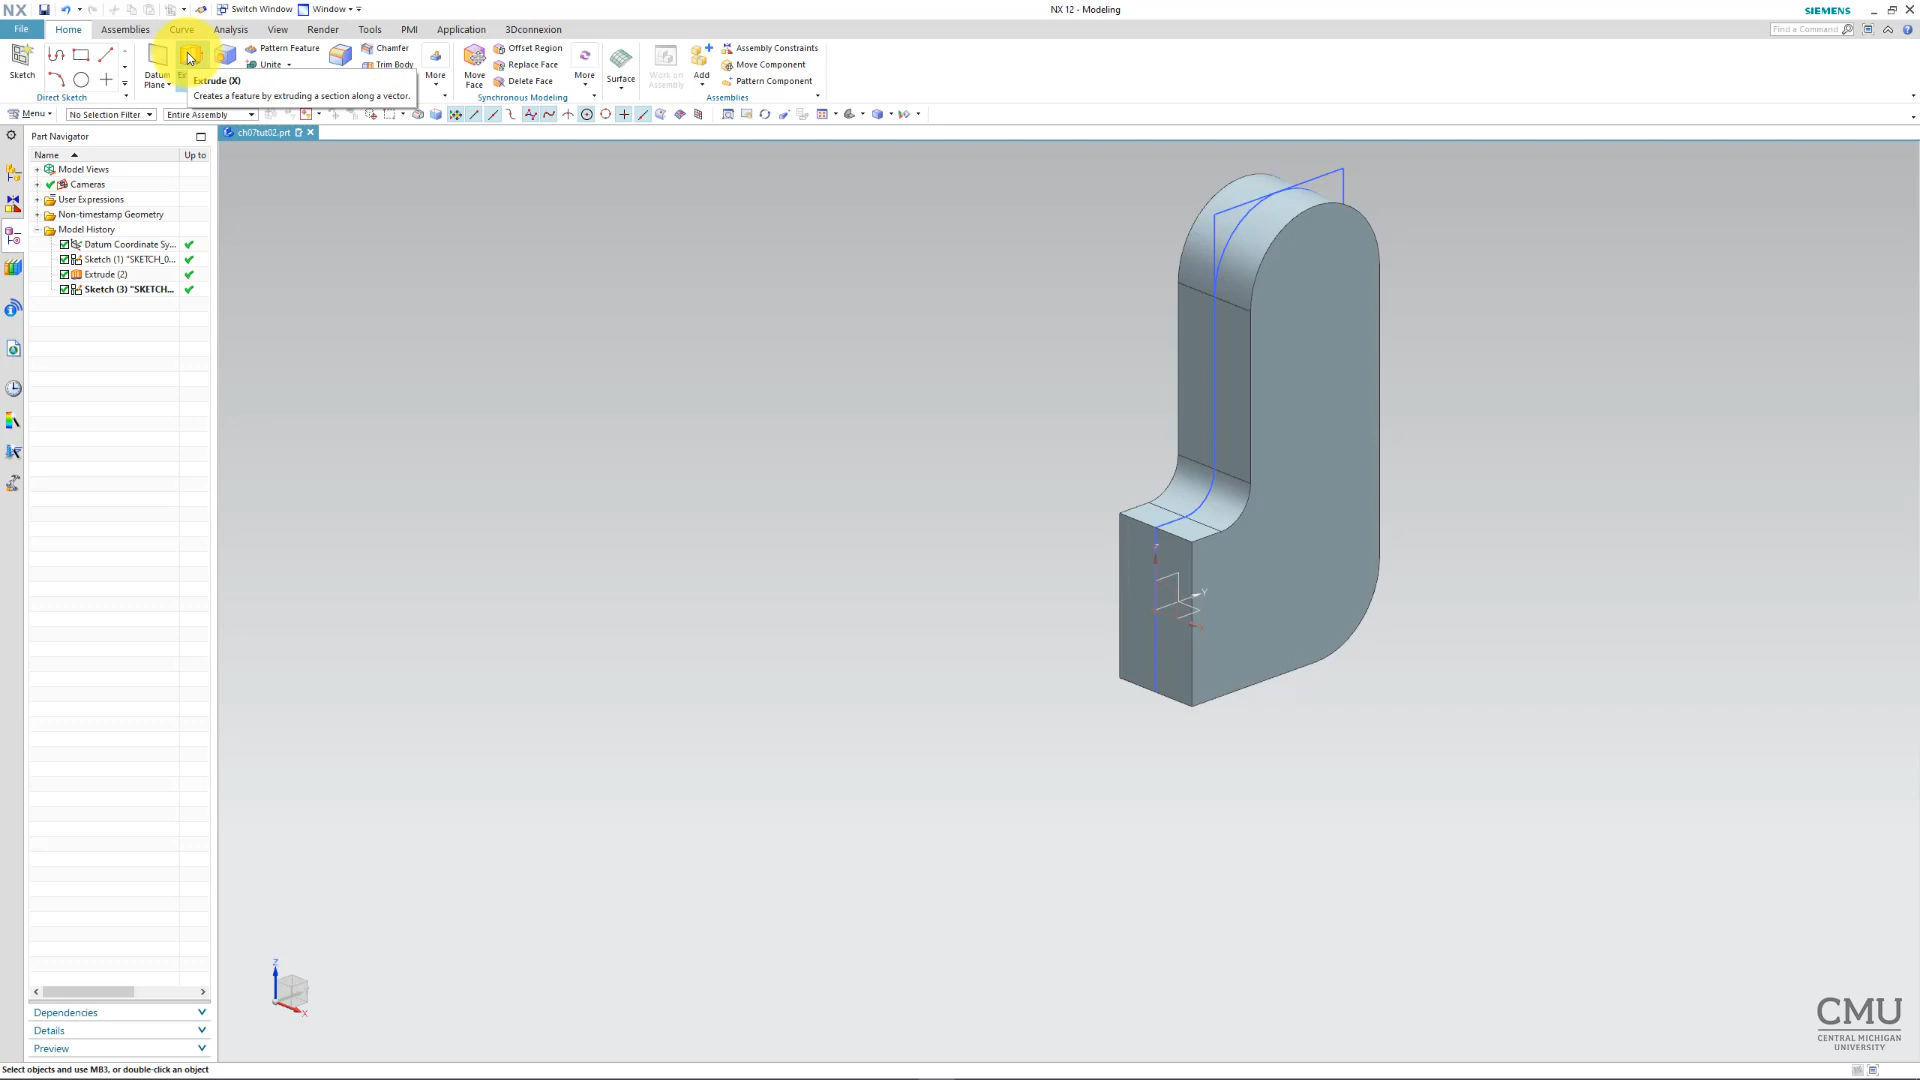 NX
Switch Window
Window
NX 12 - Modeling
SIEMENS
File
Home
Assemblies
Curve
Analysis
View
Render
Tools
PMI
Application
3Dconnexion
Find a Command
Sketch
Direct Sketch
Datum
Plane
Pattern Feature
Unite
Chamfer
Trim Body
More
Move
Face
Offset Region
Replace Face
Delete Face
More
Synchronous Modeling
Surface
Work on
Assembly
Add
Assembly Constraints
Move Component
Pattern Component
Assemblies
Extrude (X)
Creates a feature by extruding a section along a vector.
Menu
No Selection Filter
Entire Assembly
Part Navigator
ch07tut02.prt
Name
Up to
Model Views
Cameras
User Expressions
Non-timestamp Geometry
Model History
Datum Coordinate Sy...
Sketch (1) "SKETCH_0...
Extrude (2)
Sketch (3) "SKETCH...
Z
Y
Z
X
Dependencies
Details
Preview
CMU
CENTRAL MICHIGAN
UNIVERSITY
Select objects and use MB3, or double-click an object